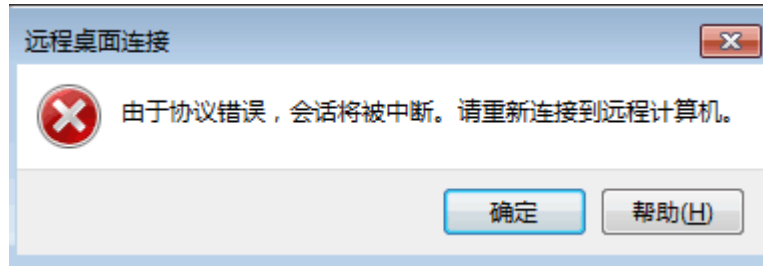 远程桌面连接
由于协议错误，会话将被中断。请重新连接到远程计算机。
确定
帮助(H)